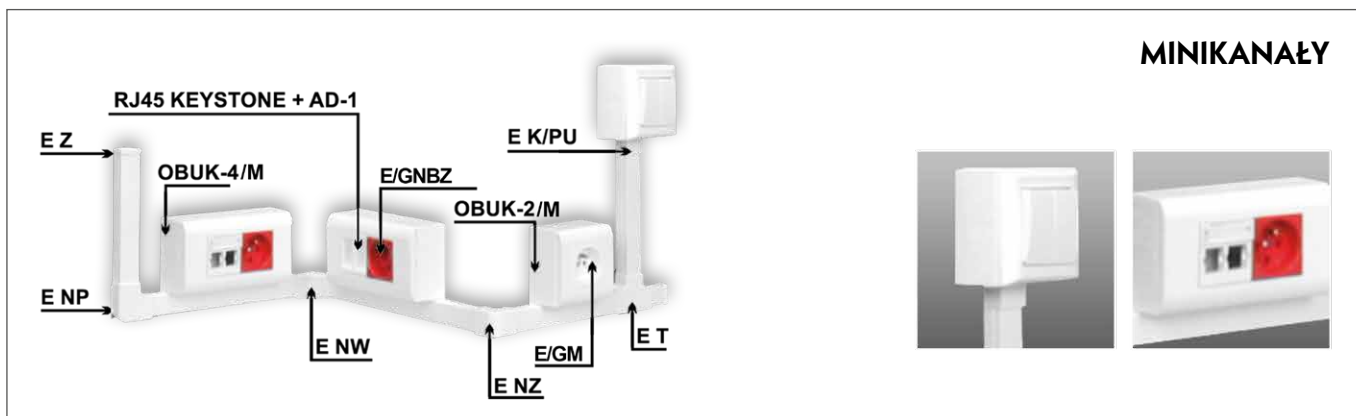 MINIKANAŁY
RJ45 KEYSTONE + AD-1
E Z
E K/PU
OBUK-4/M
E/GNBZ
OBUK-2/M
E NP
E NW
E/GM
E T
E NZ